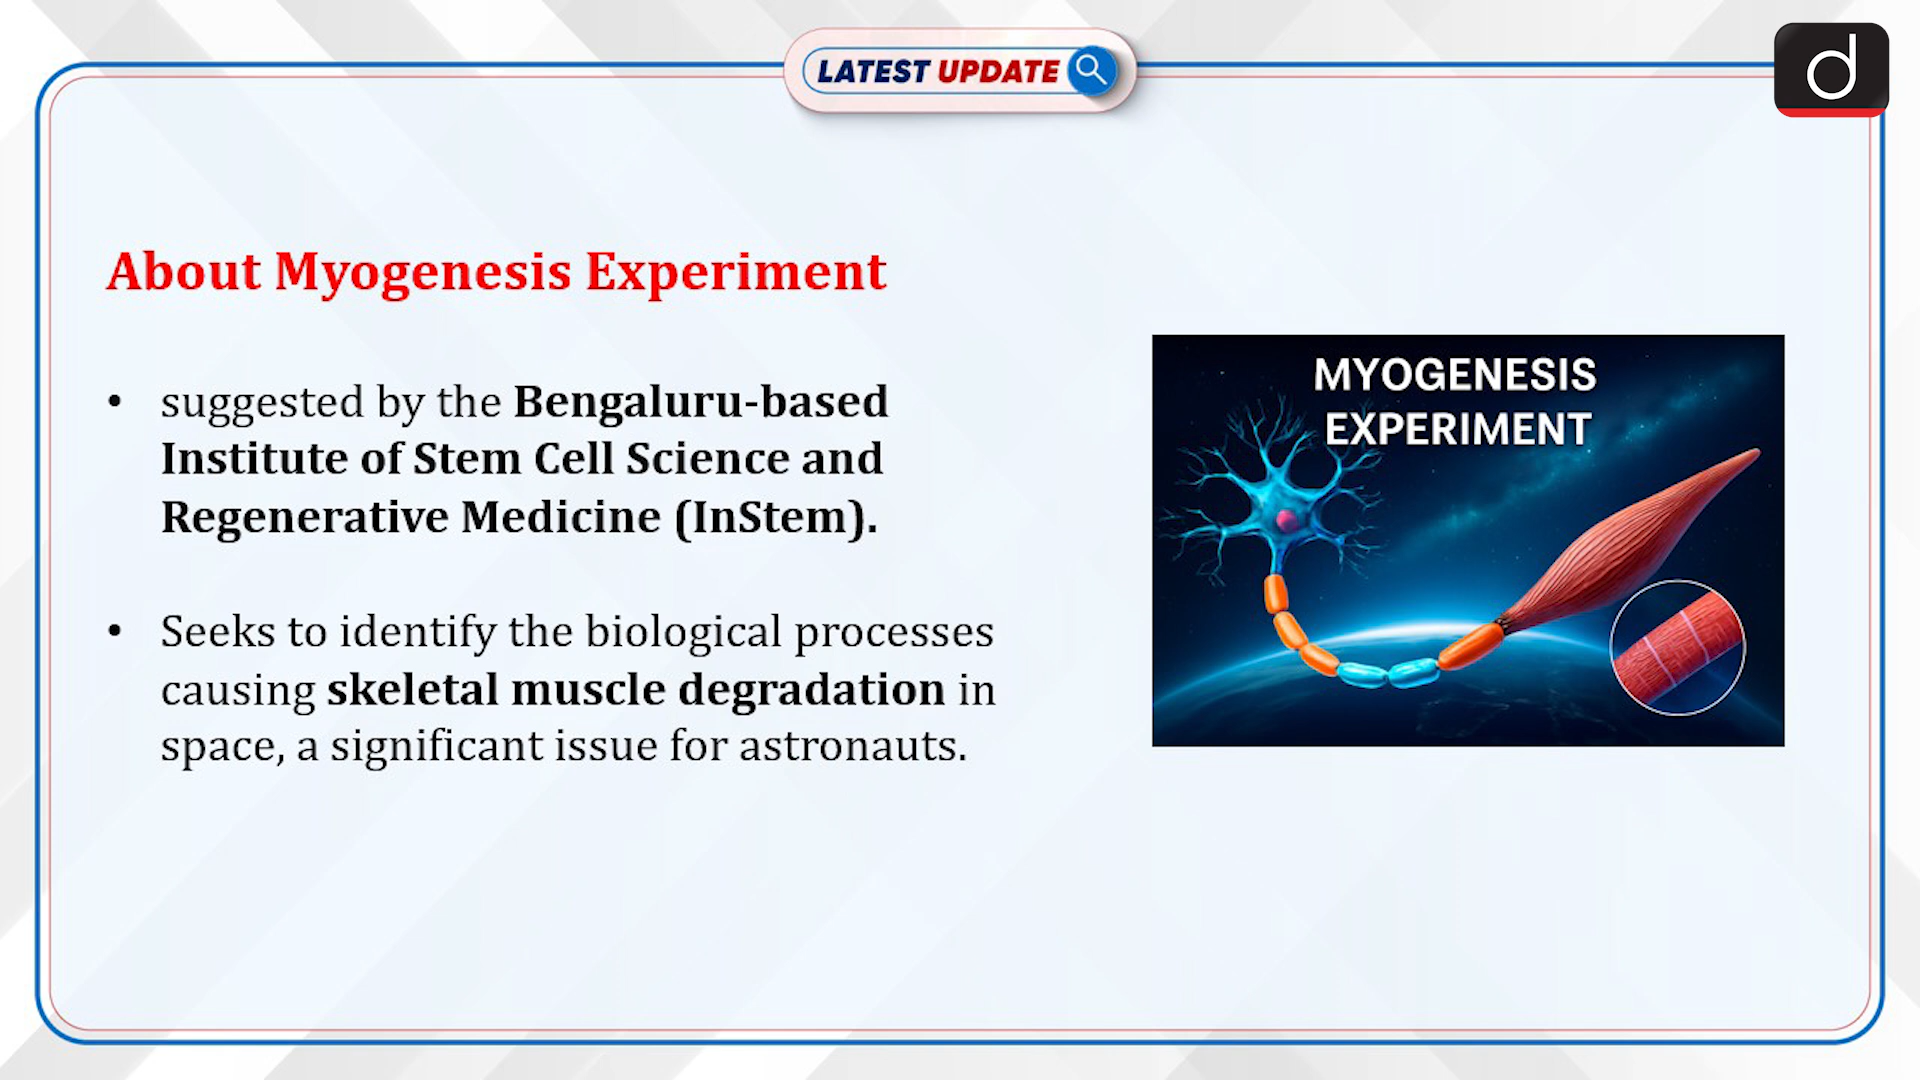 LATEST UPDATE
d
About Myogenesis Experiment
• suggested by the Bengaluru-based
Institute of Stem Cell Science and
Regenerative Medicine (InStem).
• Seeks to identify the biological processes
causing skeletal muscle degradation in
space, a significant issue for astronauts.
MYOGENESIS
EXPERIMENT